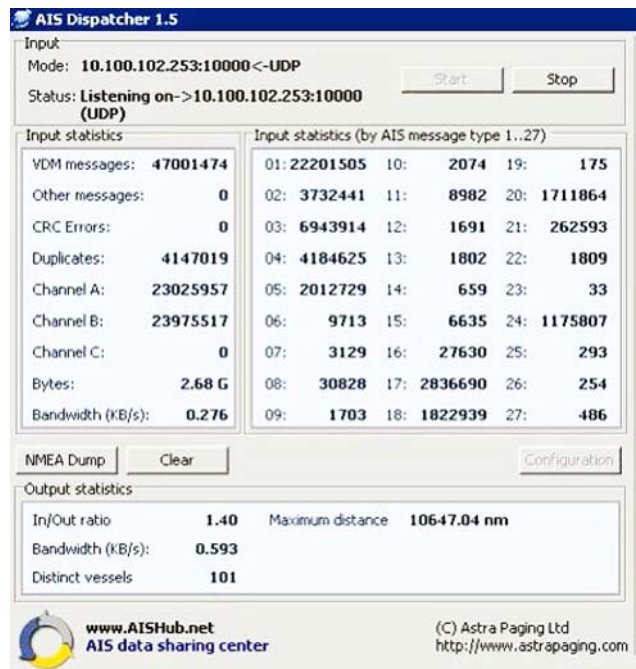 AIS Dispatcher 1.5
Input
Mode: 10.100.102.253:10000<-UDP
Start Stop
Status: Listening on->10.100.102.253:10000
(UDP)
Input statistics
VDM messages: 47001474
Other messages: 0
CRC Errors: 0
Duplicates: 4147019
Channel A: 23025957
Channel B: 23975517
Channel C: 0
Bytes: 2.68 G
Bandwidth (KB/s): 0.276
Input statistics (by AIS message type 1..27)
01: 22201505 10: 2074 19: 175
02: 3732441 11: 8982 20: 1711864
03: 6943914 12: 1691 21: 262593
04: 4184625 13: 1802 22: 1809
05: 2012729 14: 659 23: 33
06: 9713 15: 6635 24: 1175807
07: 3129 16: 27630 25: 293
08: 30828 17: 2836690 26: 254
09: 1703 18: 1822939 27: 486
NMEA Dump Clear Configuration
Output statistics
In/Out ratio 1.40 Maximum distance 10647.04 nm
Bandwidth (KB/s): 0.593
Distinct vessels 101
www.AISHub.net
AIS data sharing center
(C) Astra Paging Ltd
http://www.astrapaging.com